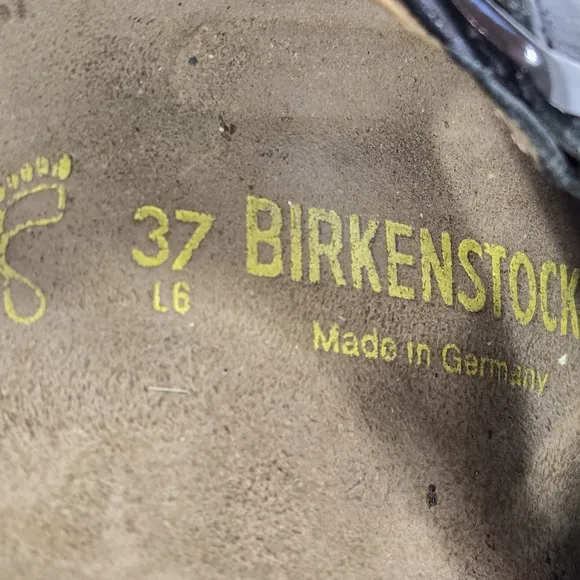 37 BIRKENSTOCK
L6
Made in Germany